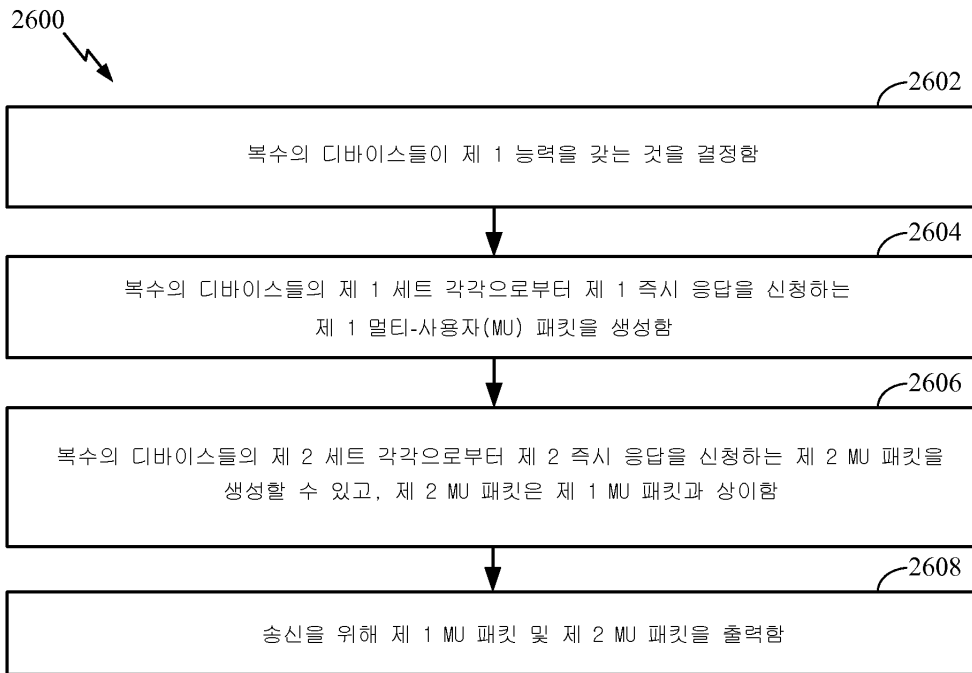 2600
2602
복수의 디바이스들이 제 1 능력을 갖는 것을 결정함
2604
복수의 디바이스들의 제 1 세트 각각으로부터 제 1 즉시 응답을 신청하는
제 1 멀티-사용자(MU) 패킷을 생성함
2606
복수의 디바이스들의 제 2 세트 각각으로부터 제 2 즉시 응답을 신청하는 제 2 MU 패킷을
생성할 수 있고, 제 2 MU 패킷은 제 1 MU 패킷과 상이함
2608
송신을 위해 제 1 MU 패킷 및 제 2 MU 패킷을 출력함